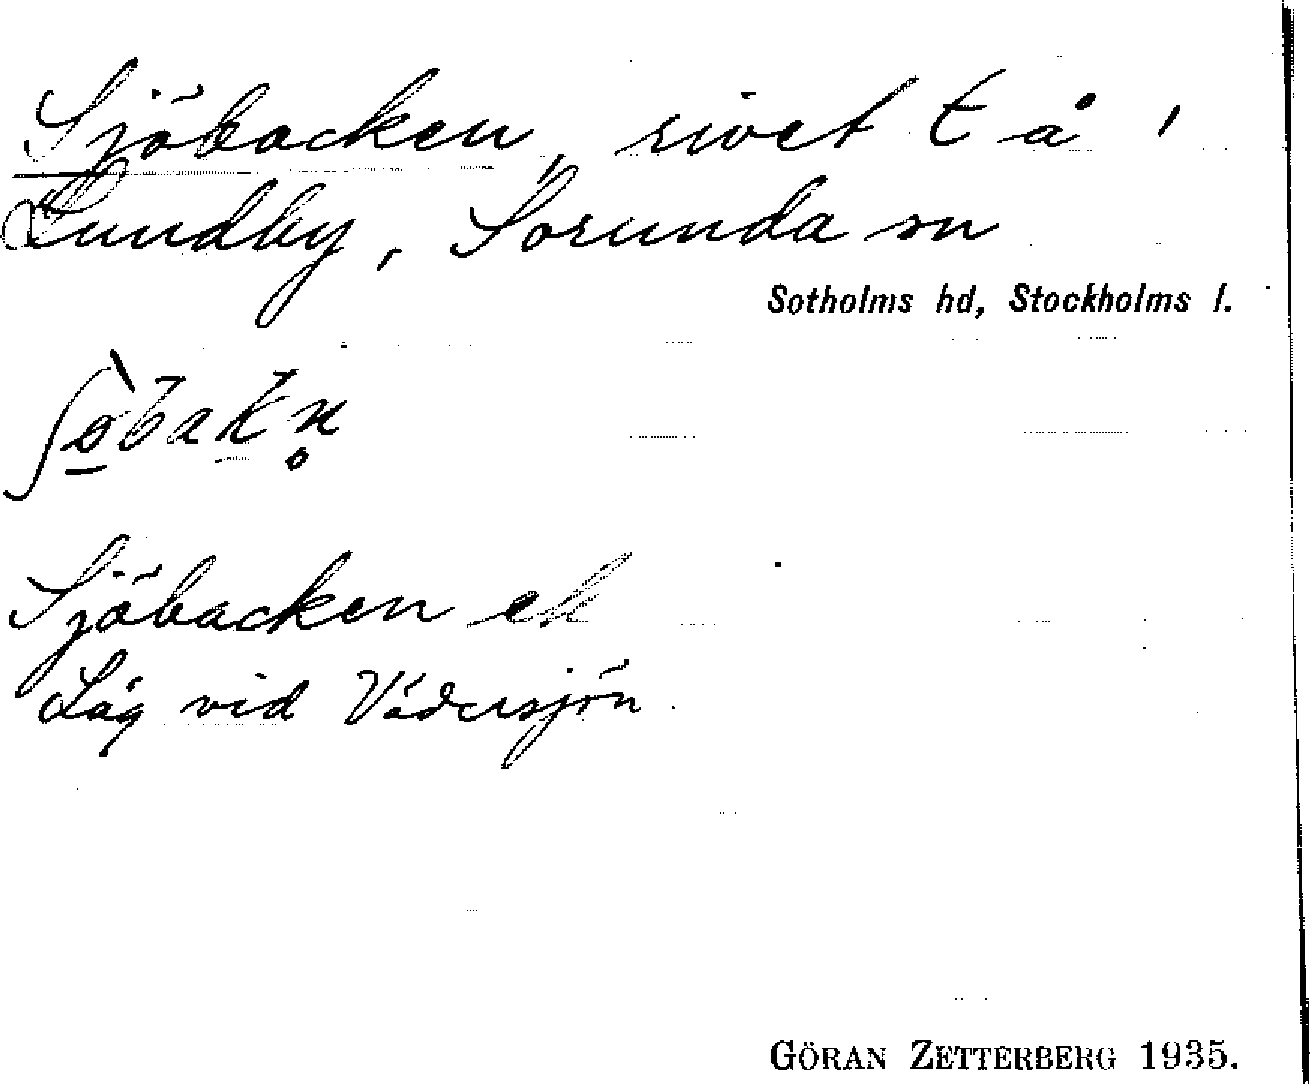 Sjöbacken, rivet t å
Lundby, Sorunda sn
Sotholms hd, Stockholms l.
Sjöbacken ek
Låg vid Vädersjön
GÖRAN ZETTERBERG 1935.